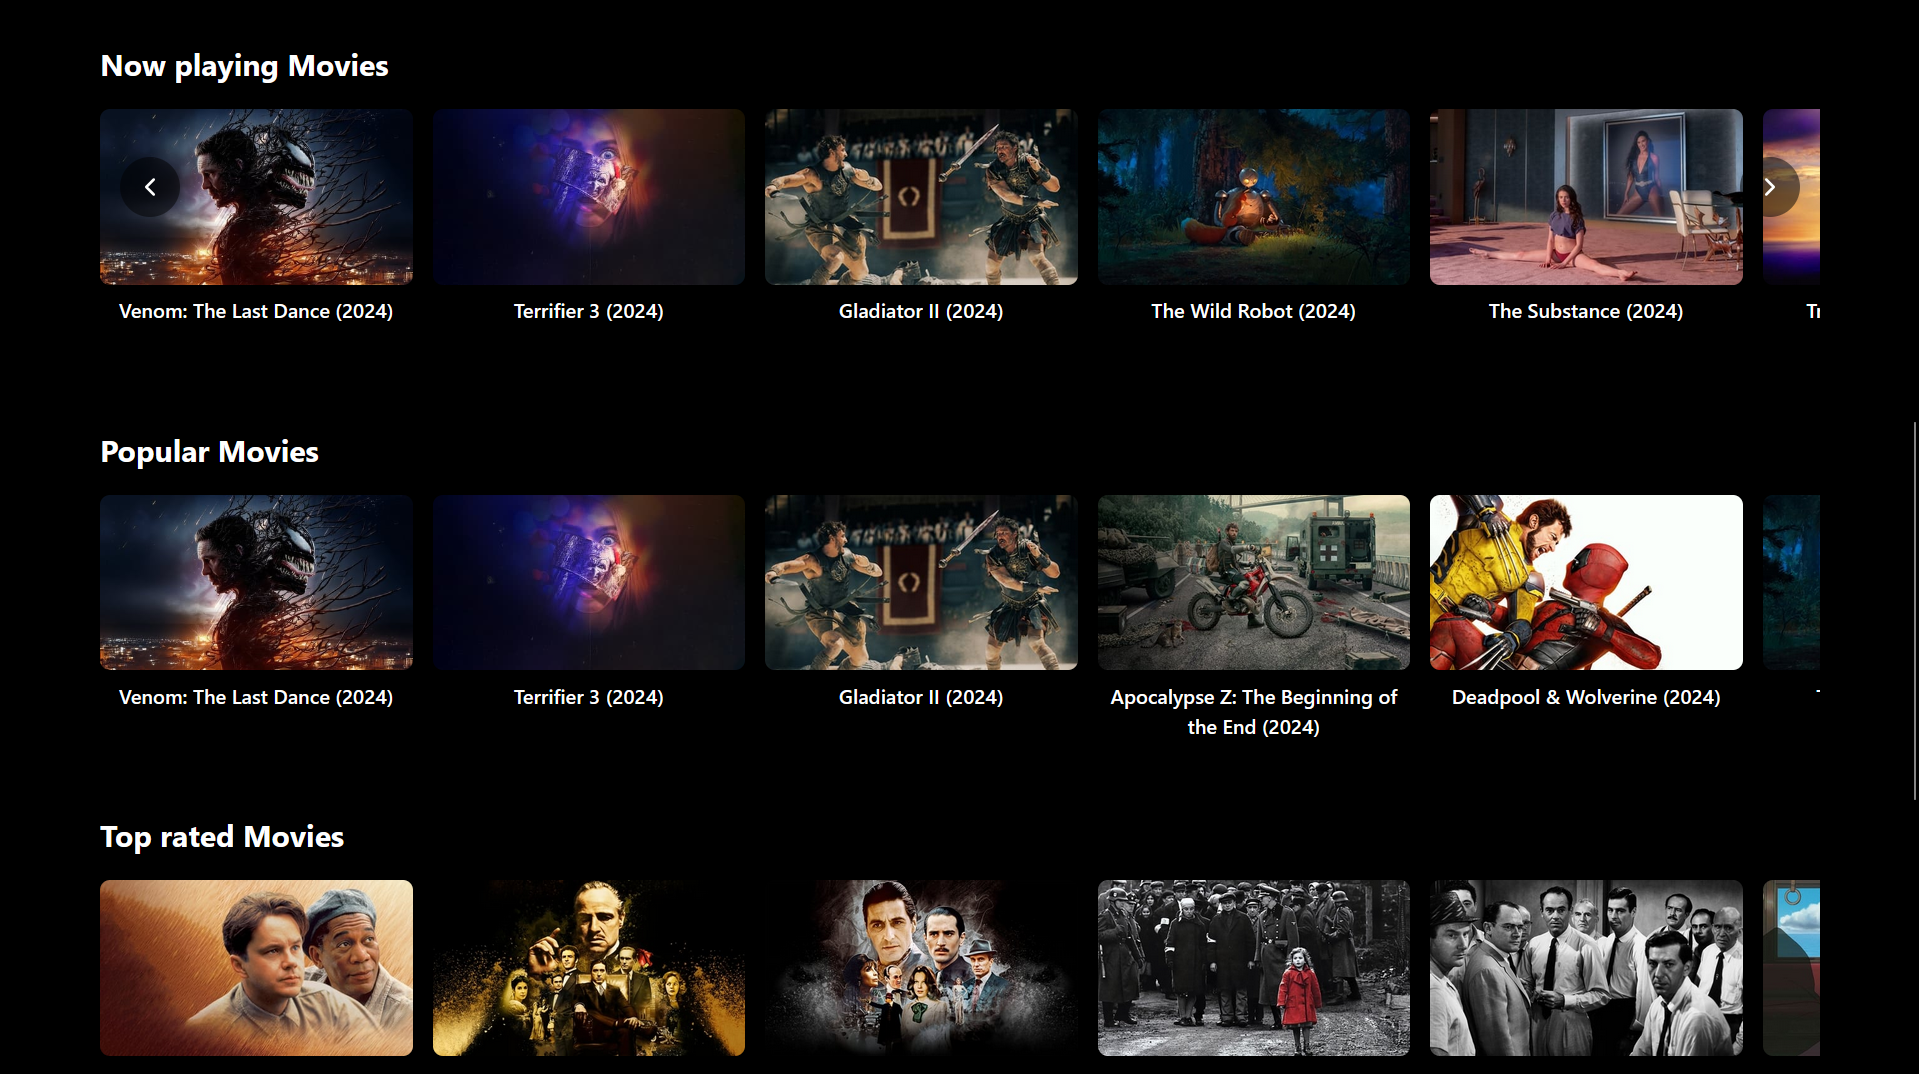 Now playing Movies
Venom: The Last Dance (2024)
Terrifier 3 (2024)
Gladiator II (2024)
The Wild Robot (2024)
The Substance (2024)
Popular Movies
Venom: The Last Dance (2024)
Terrifier 3 (2024)
Gladiator II (2024)
Apocalypse Z: The Beginning of
the End (2024)
Deadpool & Wolverine (2024)
Top rated Movies